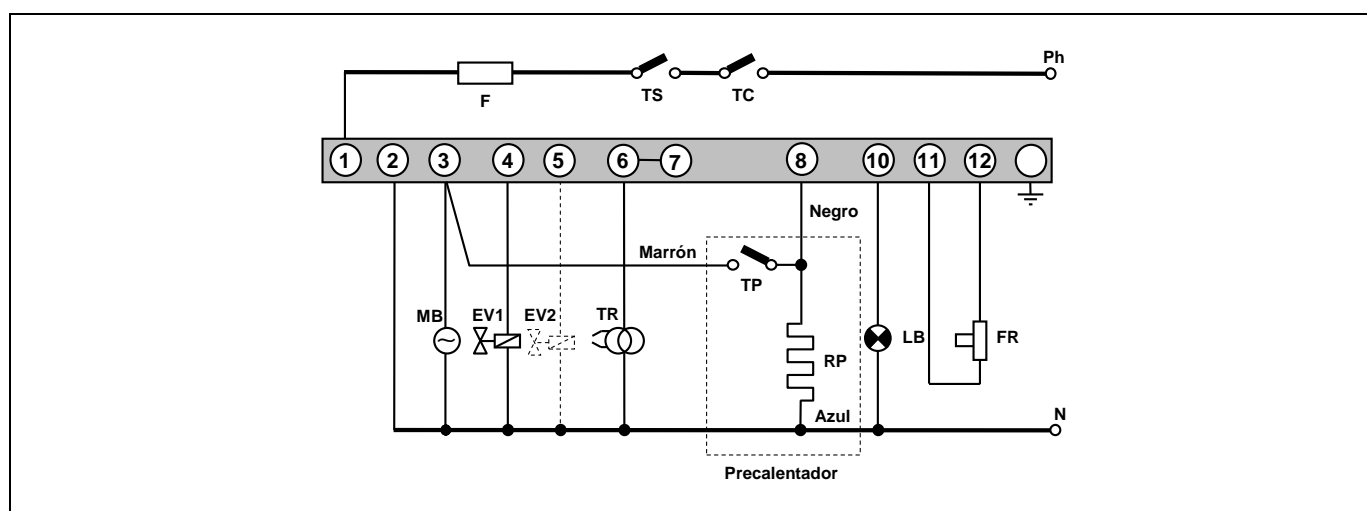 Ph
F
TS
TC
1 2 3 4 5 6 7 8 10 11 12
Negro
Marrón
TP
MB
EV1
EV2
TR
RP
LB
FR
Azul
N
Precalentador